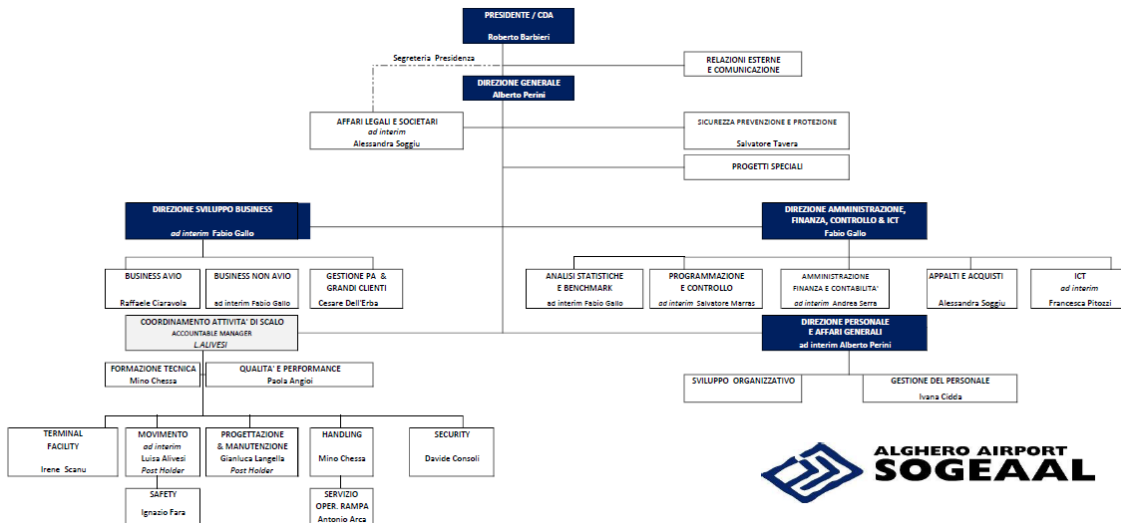 PRESIDENTE / CDA
Roberto Barbieri
Segreteria Presidenza
RELAZIONI ESTERNE
E COMUNICAZIONE
DIREZIONE GENERALE
Alberto Perini
AFFARI LEGALI E SOCIETARI
ad interim
Alessandra Soggiu
SICUREZZA PREVENZIONE E PROTEZIONE
Salvatore Tavera
PROGETTI SPECIALI
DIREZIONE SVILUPPO BUSINESS
ad interim Fabio Gallo
DIREZIONE AMMINISTRAZIONE,
FINANZA, CONTROLLO & ICT
Fabio Gallo
BUSINESS AVIO
Raffaele Ciaravola
BUSINESS NON AVIO
ad interim Fabio Gallo
GESTIONE PA &
GRANDI CLIENTI
Cesare Dell'Erba
ANALISI STATISTICHE
E BENCHMARK
ad interim Fabio Gallo
PROGRAMMAZIONE
E CONTROLLO
ad interim Salvatore Marras
AMMINISTRAZIONE
FINANZA E CONTABILITA'
ad interim Andrea Serra
APPALTI E ACQUISTI
Alessandra Soggiu
ICT
ad interim
Francesca Pitozzi
COORDINAMENTO ATTIVITA' DI SCALO
ACCOUNTABLE MANAGER
L.ALIVESI
DIREZIONE PERSONALE
E AFFARI GENERALI
ad interim Alberto Perini
FORMAZIONE TECNICA
Mino Chessa
QUALITA' E PERFORMANCE
Paola Angioi
SVILUPPO ORGANIZZATIVO
GESTIONE DEL PERSONALE
Ivana Cidda
TERMINAL
FACILITY
Irene Scanu
MOVIMENTO
ad interim
Luisa Alivesi
Post Holder
PROGETTAZIONE
& MANUTENZIONE
Gianluca Langella
Post Holder
HANDLING
Mino Chessa
SECURITY
Davide Consoli
SAFETY
Ignazio Fara
SERVIZIO
OPER. RAMPA
Antonio Arca
ALGHERO AIRPORT
SOGEAAL